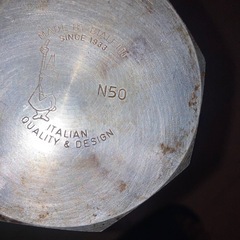 SINCE 1933
N50
ITALIAN
QUALITY & DESIGN